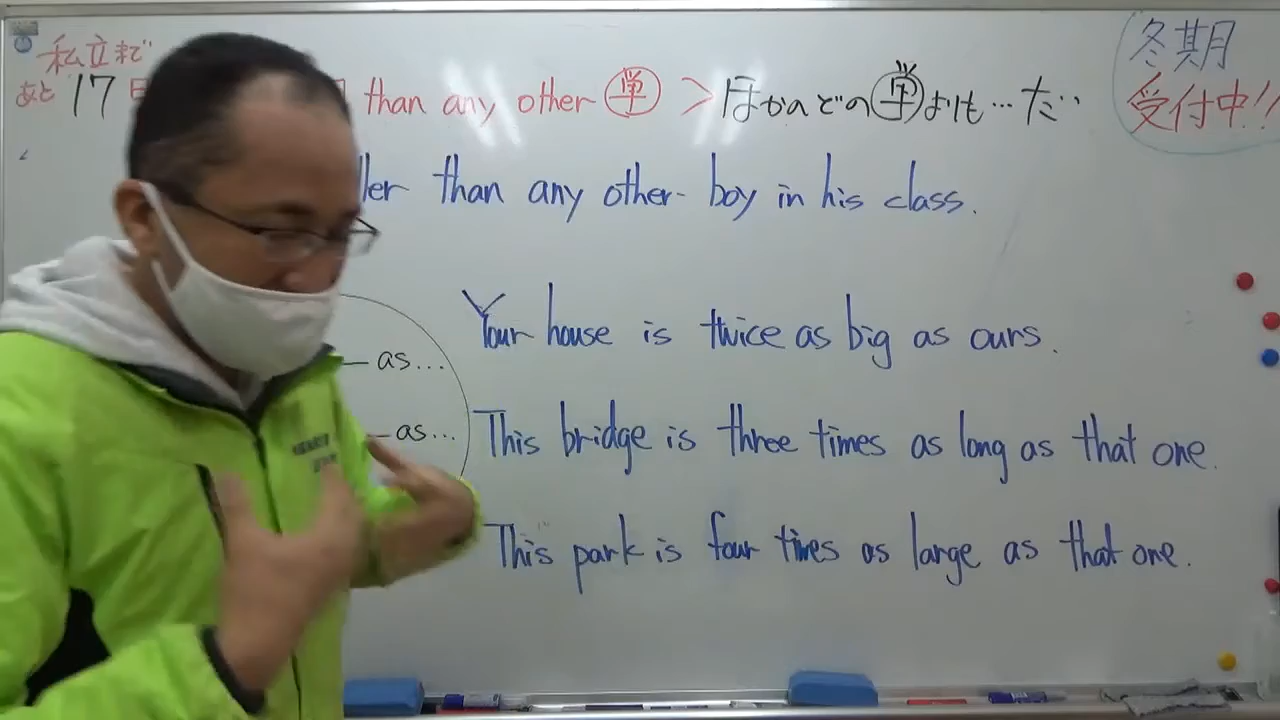 私立まで
あと17日
than any other 単 > ほかのどの単よりも…だ
冬期
受付中!!
ller than any other boy in his class.
Your house is twice as big as ours.
as...
This bridge is three times as long as that one.
as...
This park is four times as large as that one.